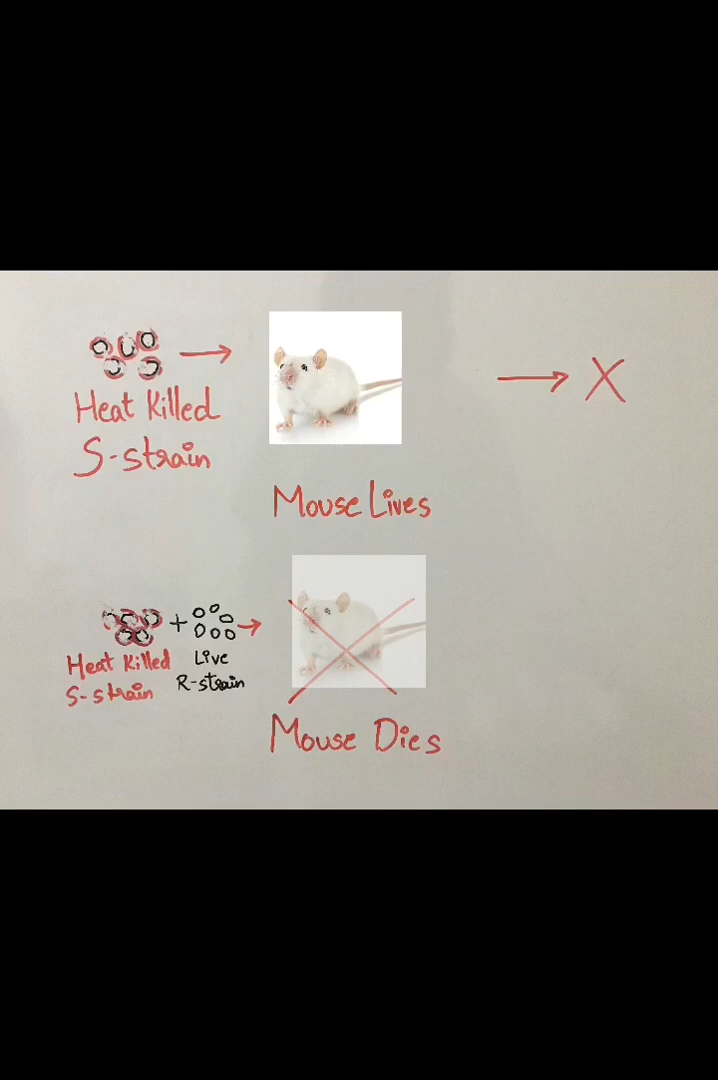 Heat Killed
S-strain
X
Mouse Lives
+
Heat Killed
S-strain
Live
R-strain
Mouse Dies